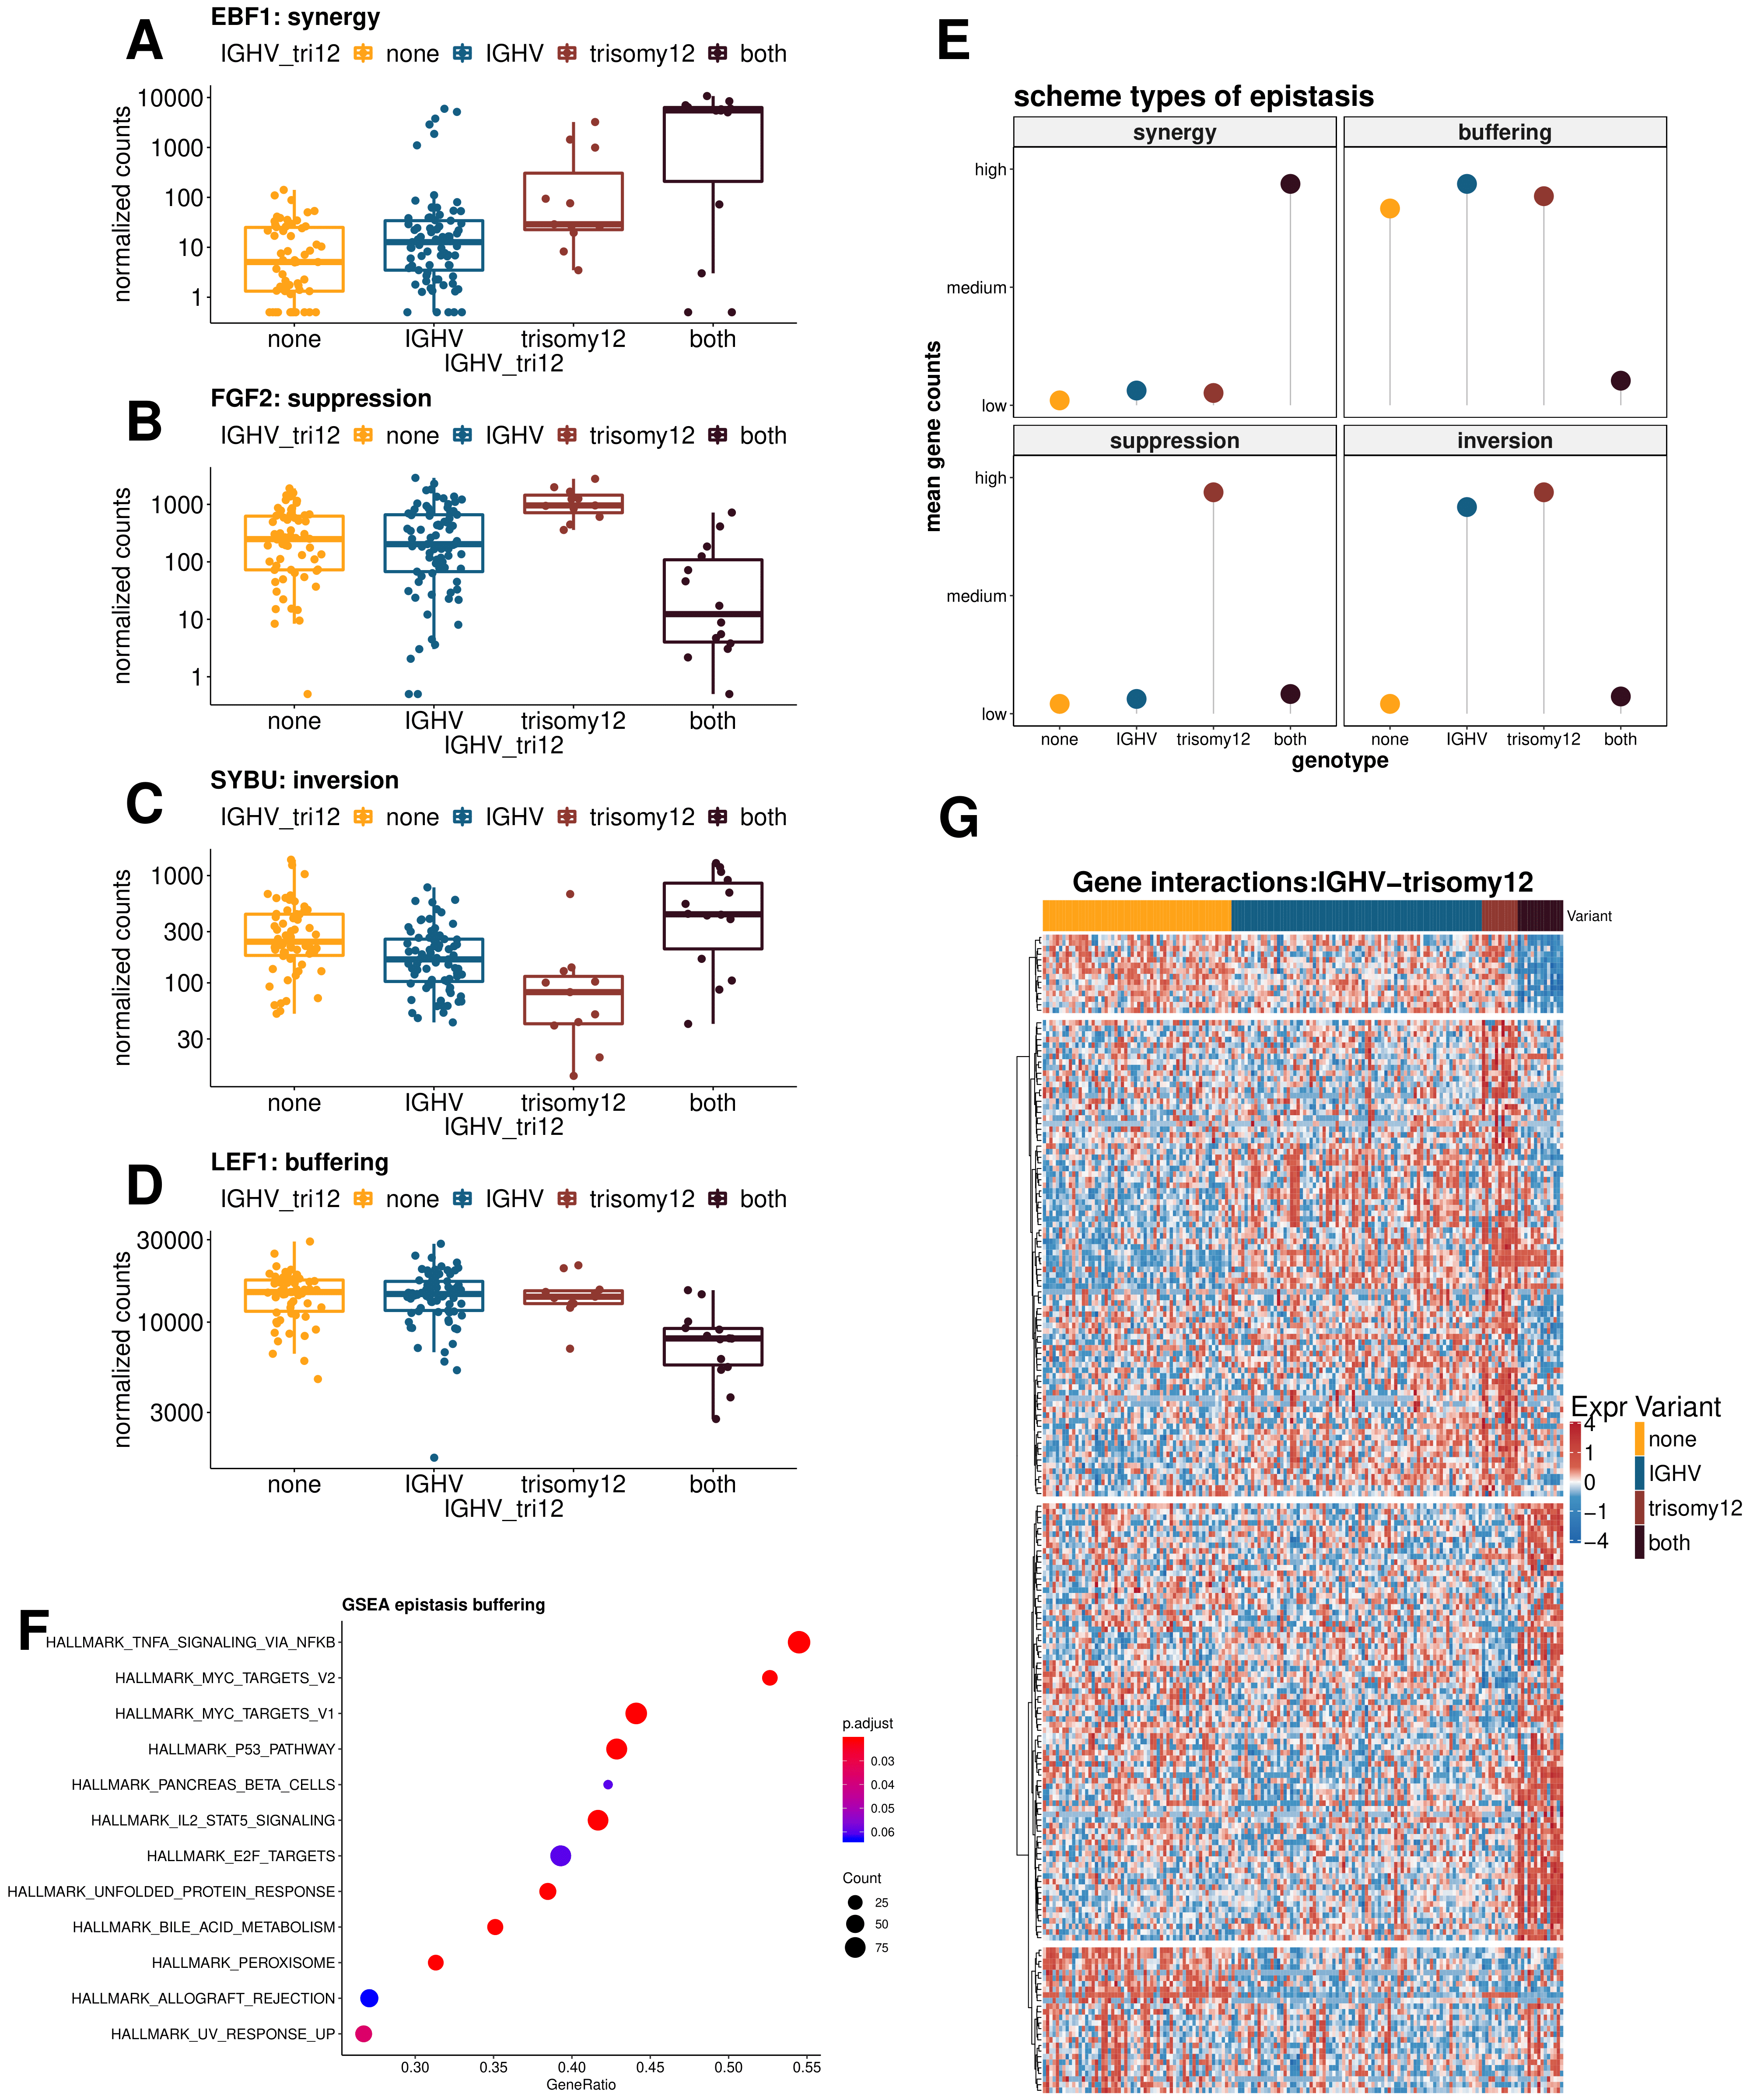 A
EBF1: synergy
IGHV_tri12 none IGHV trisomy12 both
normalized counts
10000
1000
100
10
1
none IGHV trisomy12 both
IGHV_tri12
B
FGF2: suppression
IGHV_tri12 none IGHV trisomy12 both
normalized counts
1000
100
10
1
none IGHV trisomy12 both
IGHV_tri12
C
SYBU: inversion
IGHV_tri12 none IGHV trisomy12 both
normalized counts
1000
300
100
30
none IGHV trisomy12 both
IGHV_tri12
D
LEF1: buffering
IGHV_tri12 none IGHV trisomy12 both
normalized counts
30000
10000
3000
none IGHV trisomy12 both
IGHV_tri12
E
scheme types of epistasis
synergy buffering
high
medium
low
suppression inversion
high
medium
low
mean gene counts
none IGHV trisomy12 both none IGHV trisomy12 both
genotype
F
GSEA epistasis buffering
HALLMARK_TNFA_SIGNALING_VIA_NFKB
HALLMARK_MYC_TARGETS_V2
HALLMARK_MYC_TARGETS_V1
HALLMARK_P53_PATHWAY
HALLMARK_PANCREAS_BETA_CELLS
HALLMARK_IL2_STAT5_SIGNALING
HALLMARK_E2F_TARGETS
HALLMARK_UNFOLDED_PROTEIN_RESPONSE
HALLMARK_BILE_ACID_METABOLISM
HALLMARK_PEROXISOME
HALLMARK_ALLOGRAFT_REJECTION
HALLMARK_UV_RESPONSE_UP
0.30 0.35 0.40 0.45 0.50 0.55
GeneRatio
p.adjust
0.03
0.04
0.05
0.06
Count
25
50
75
G
Gene interactions:IGHV−trisomy12
Variant
Expr Variant
4
1
0
−1
−4
none
IGHV
trisomy12
both